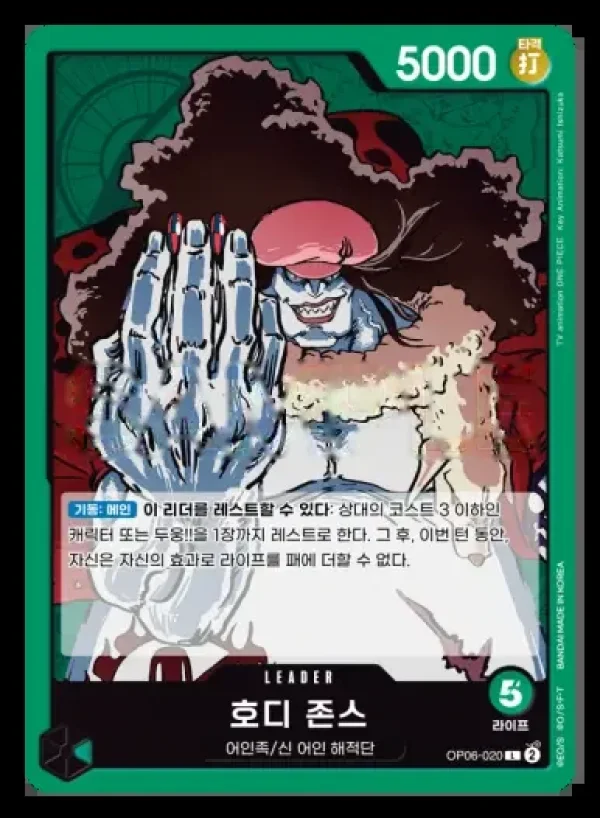 5000
타격
打
기동: 메인 이 리더를 레스트할 수 있다: 상대의 코스트 3 이하인
캐릭터 또는 두웅!!을 1장까지 레스트로 한다. 그 후, 이번 턴 동안,
자신은 자신의 효과로 라이프를 패에 더할 수 없다.
LEADER
호디 존스
어인족/신 어인 해적단
5
라이프
OP06-020 L 2
TV animation ONE PIECE Key Animation: Katsumi Ishizuka
©EO/S ©O/S·F·T BANDAI MADE IN KOREA